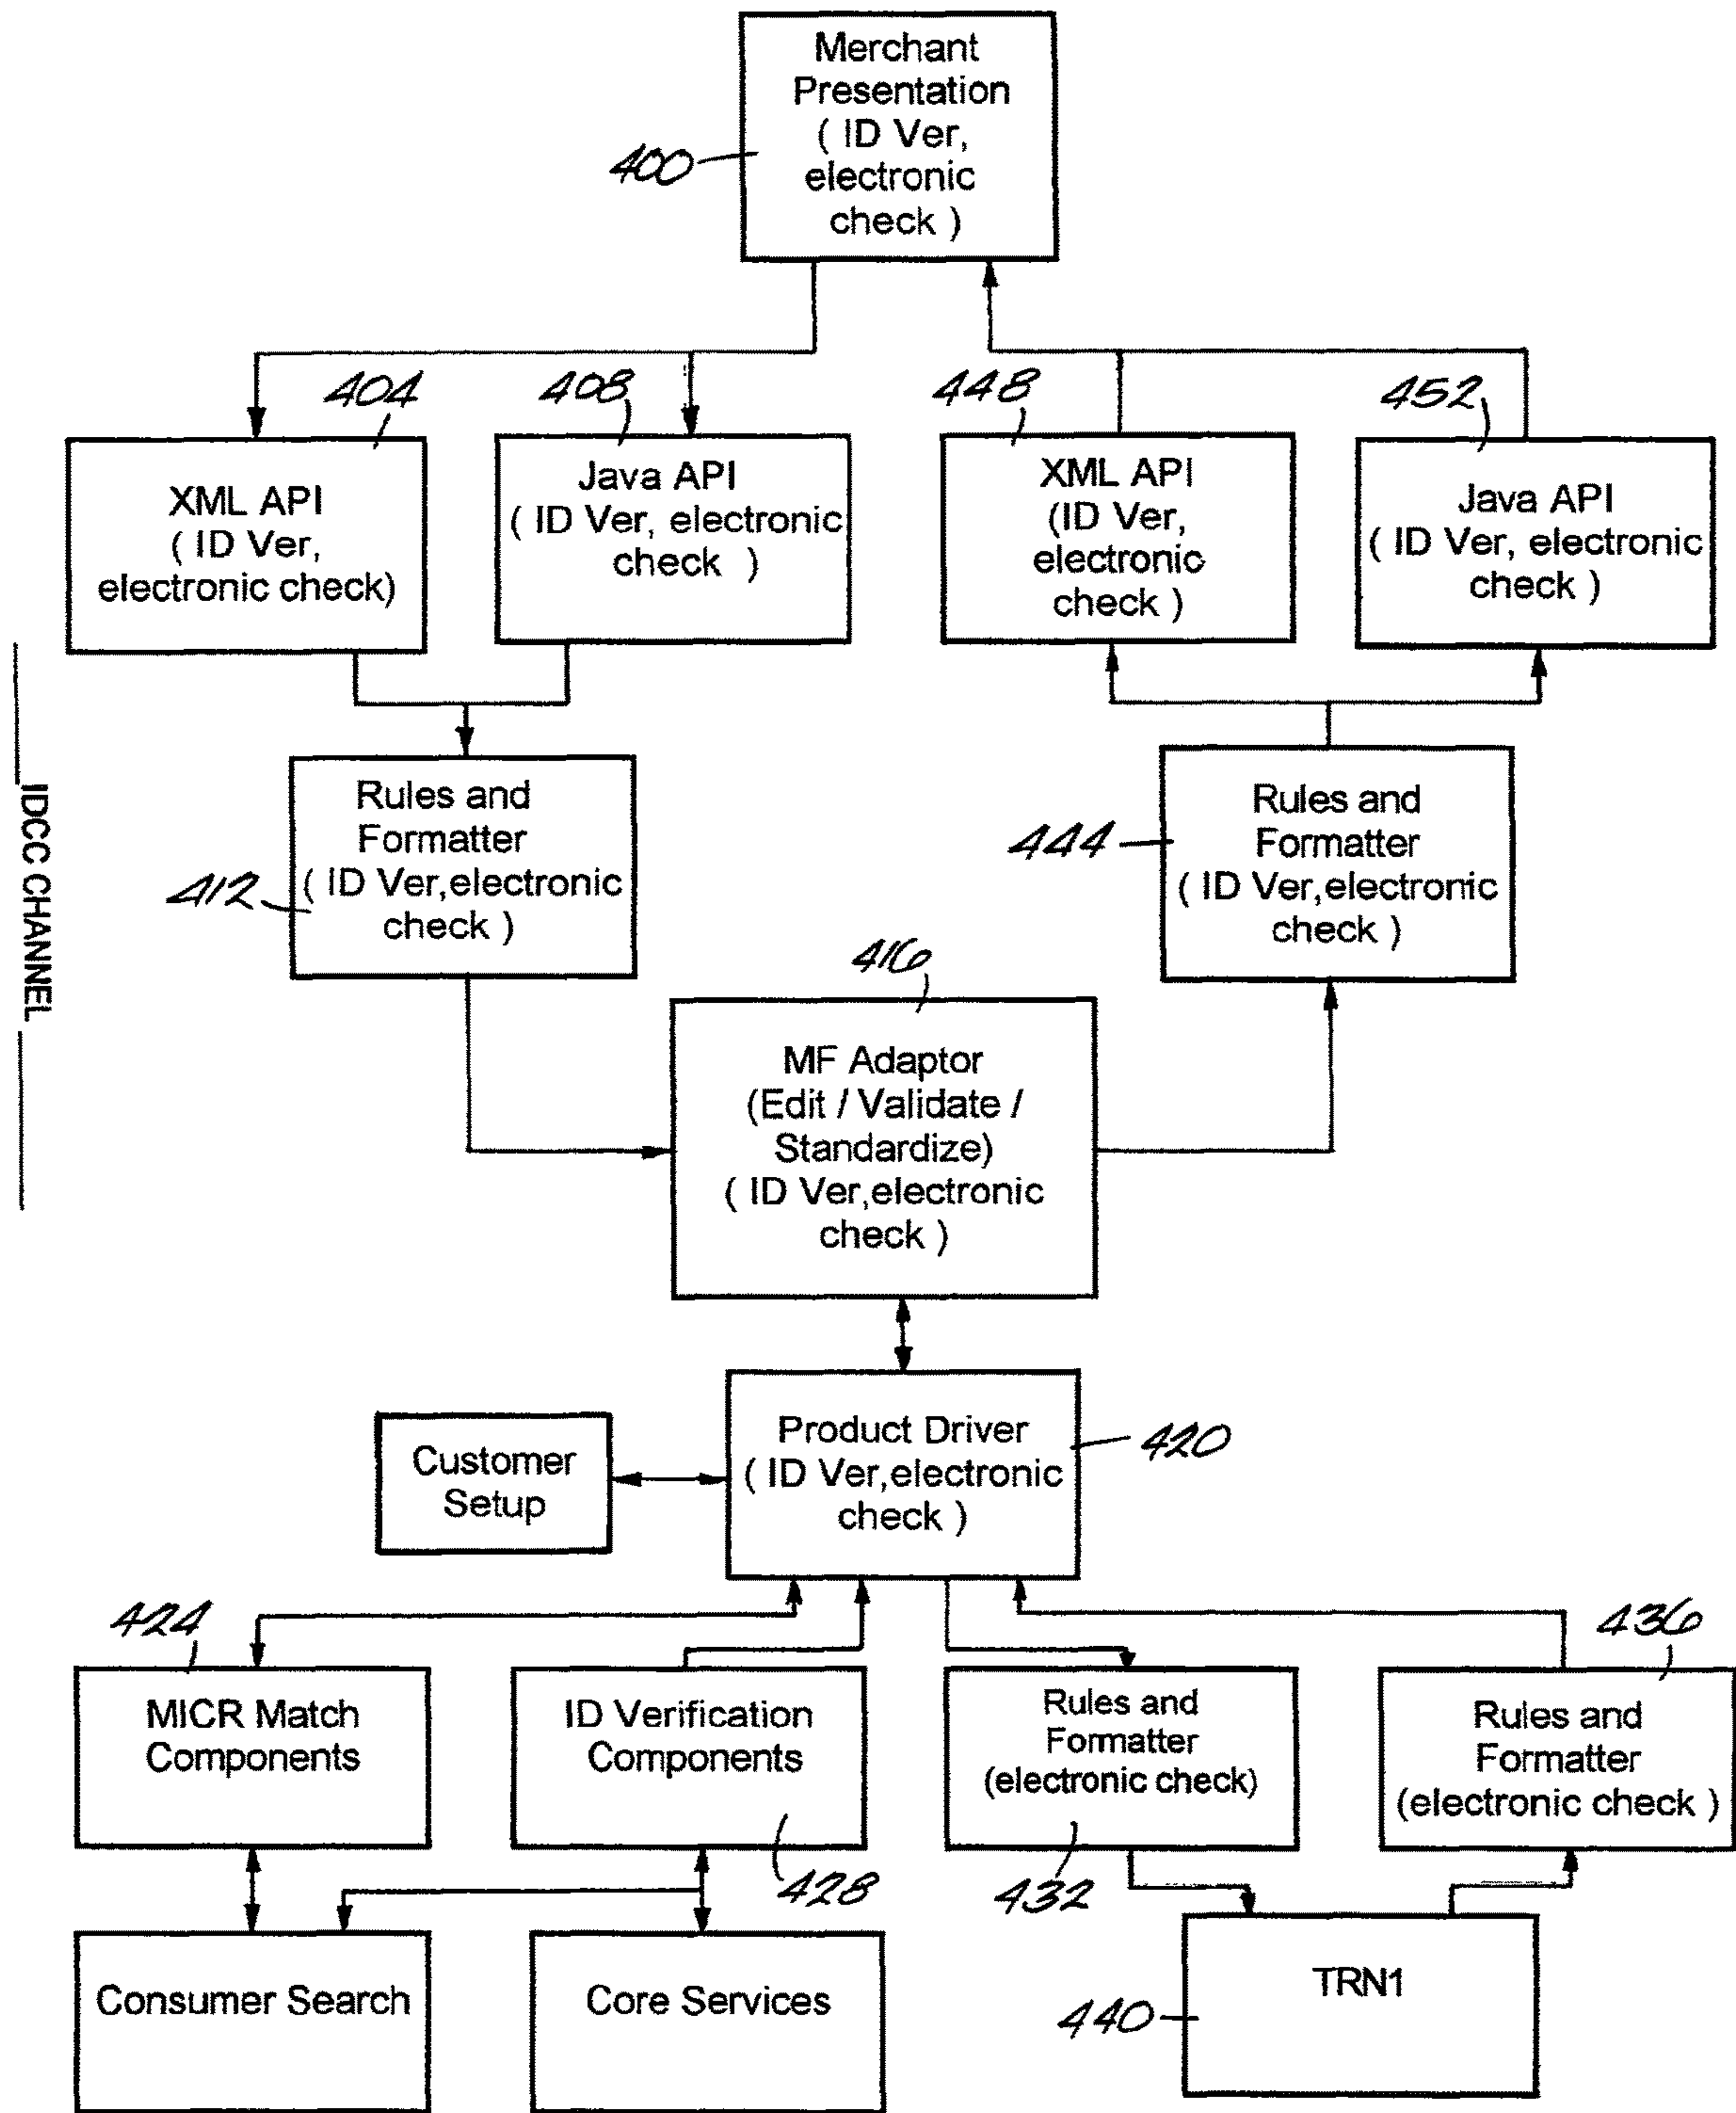 Merchant
Presentation
( ID Ver,
electronic
check )
400
404
XML API
( ID Ver,
electronic check)
408
Java API
( ID Ver, electronic
check )
448
XML API
(ID Ver,
electronic
check )
452
Java API
( ID Ver, electronic
check )
IDCC CHANNEL
Rules and
Formatter
( ID Ver,electronic
check )
412
Rules and
Formatter
( ID Ver,electronic
check )
444
416
MF Adaptor
(Edit / Validate /
Standardize)
( ID Ver,electronic
check )
Customer
Setup
Product Driver
( ID Ver,electronic
check )
420
424
MICR Match
Components
ID Verification
Components
428
Rules and
Formatter
(electronic check)
432
436
Rules and
Formatter
(electronic check )
Consumer Search
Core Services
TRN1
440